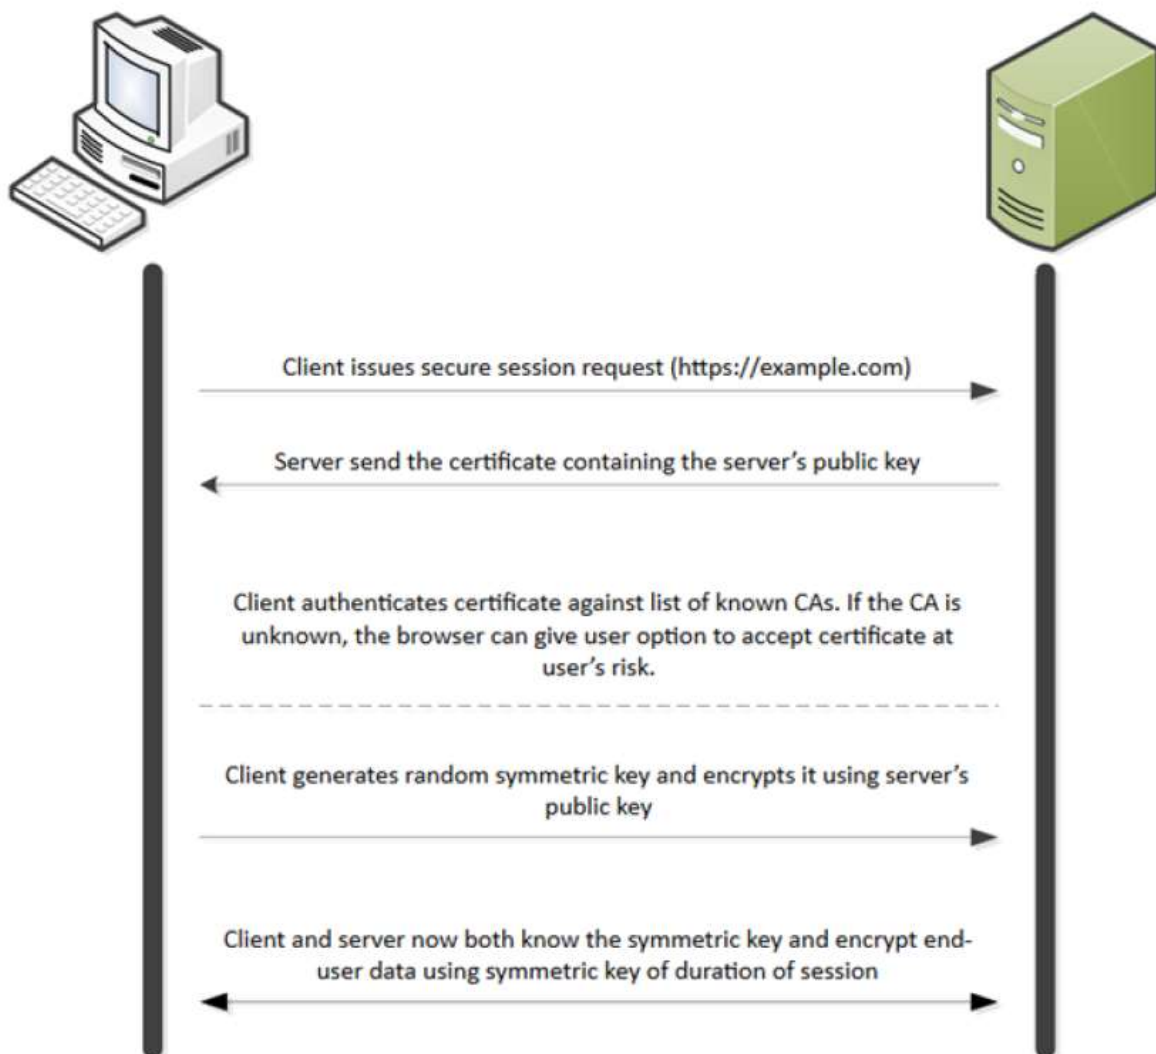 Client issues secure session request (https://example.com)
Server send the certificate containing the server's public key
Client authenticates certificate against list of known CAs. If the CA is
unknown, the browser can give user option to accept certificate at
user's risk.
Client generates random symmetric key and encrypts it using server's
public key
Client and server now both know the symmetric key and encrypt end-
user data using symmetric key of duration of session